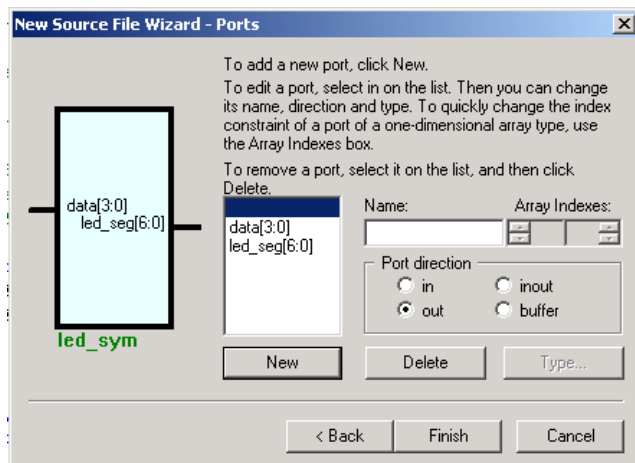 New Source File Wizard - Ports
To add a new port, click New.
To edit a port, select in on the list. Then you can change
its name, direction and type. To quickly change the index
constraint of a port of a one-dimensional array type, use
the Array Indexes box.
To remove a port, select it on the list, and then click
Delete.
data[3:0]
led_seg[6:0]
led_sym
data[3:0]
led_seg[6:0]
Name:
Array Indexes:
Port direction
in
inout
out
buffer
New
Delete
Type...
< Back
Finish
Cancel